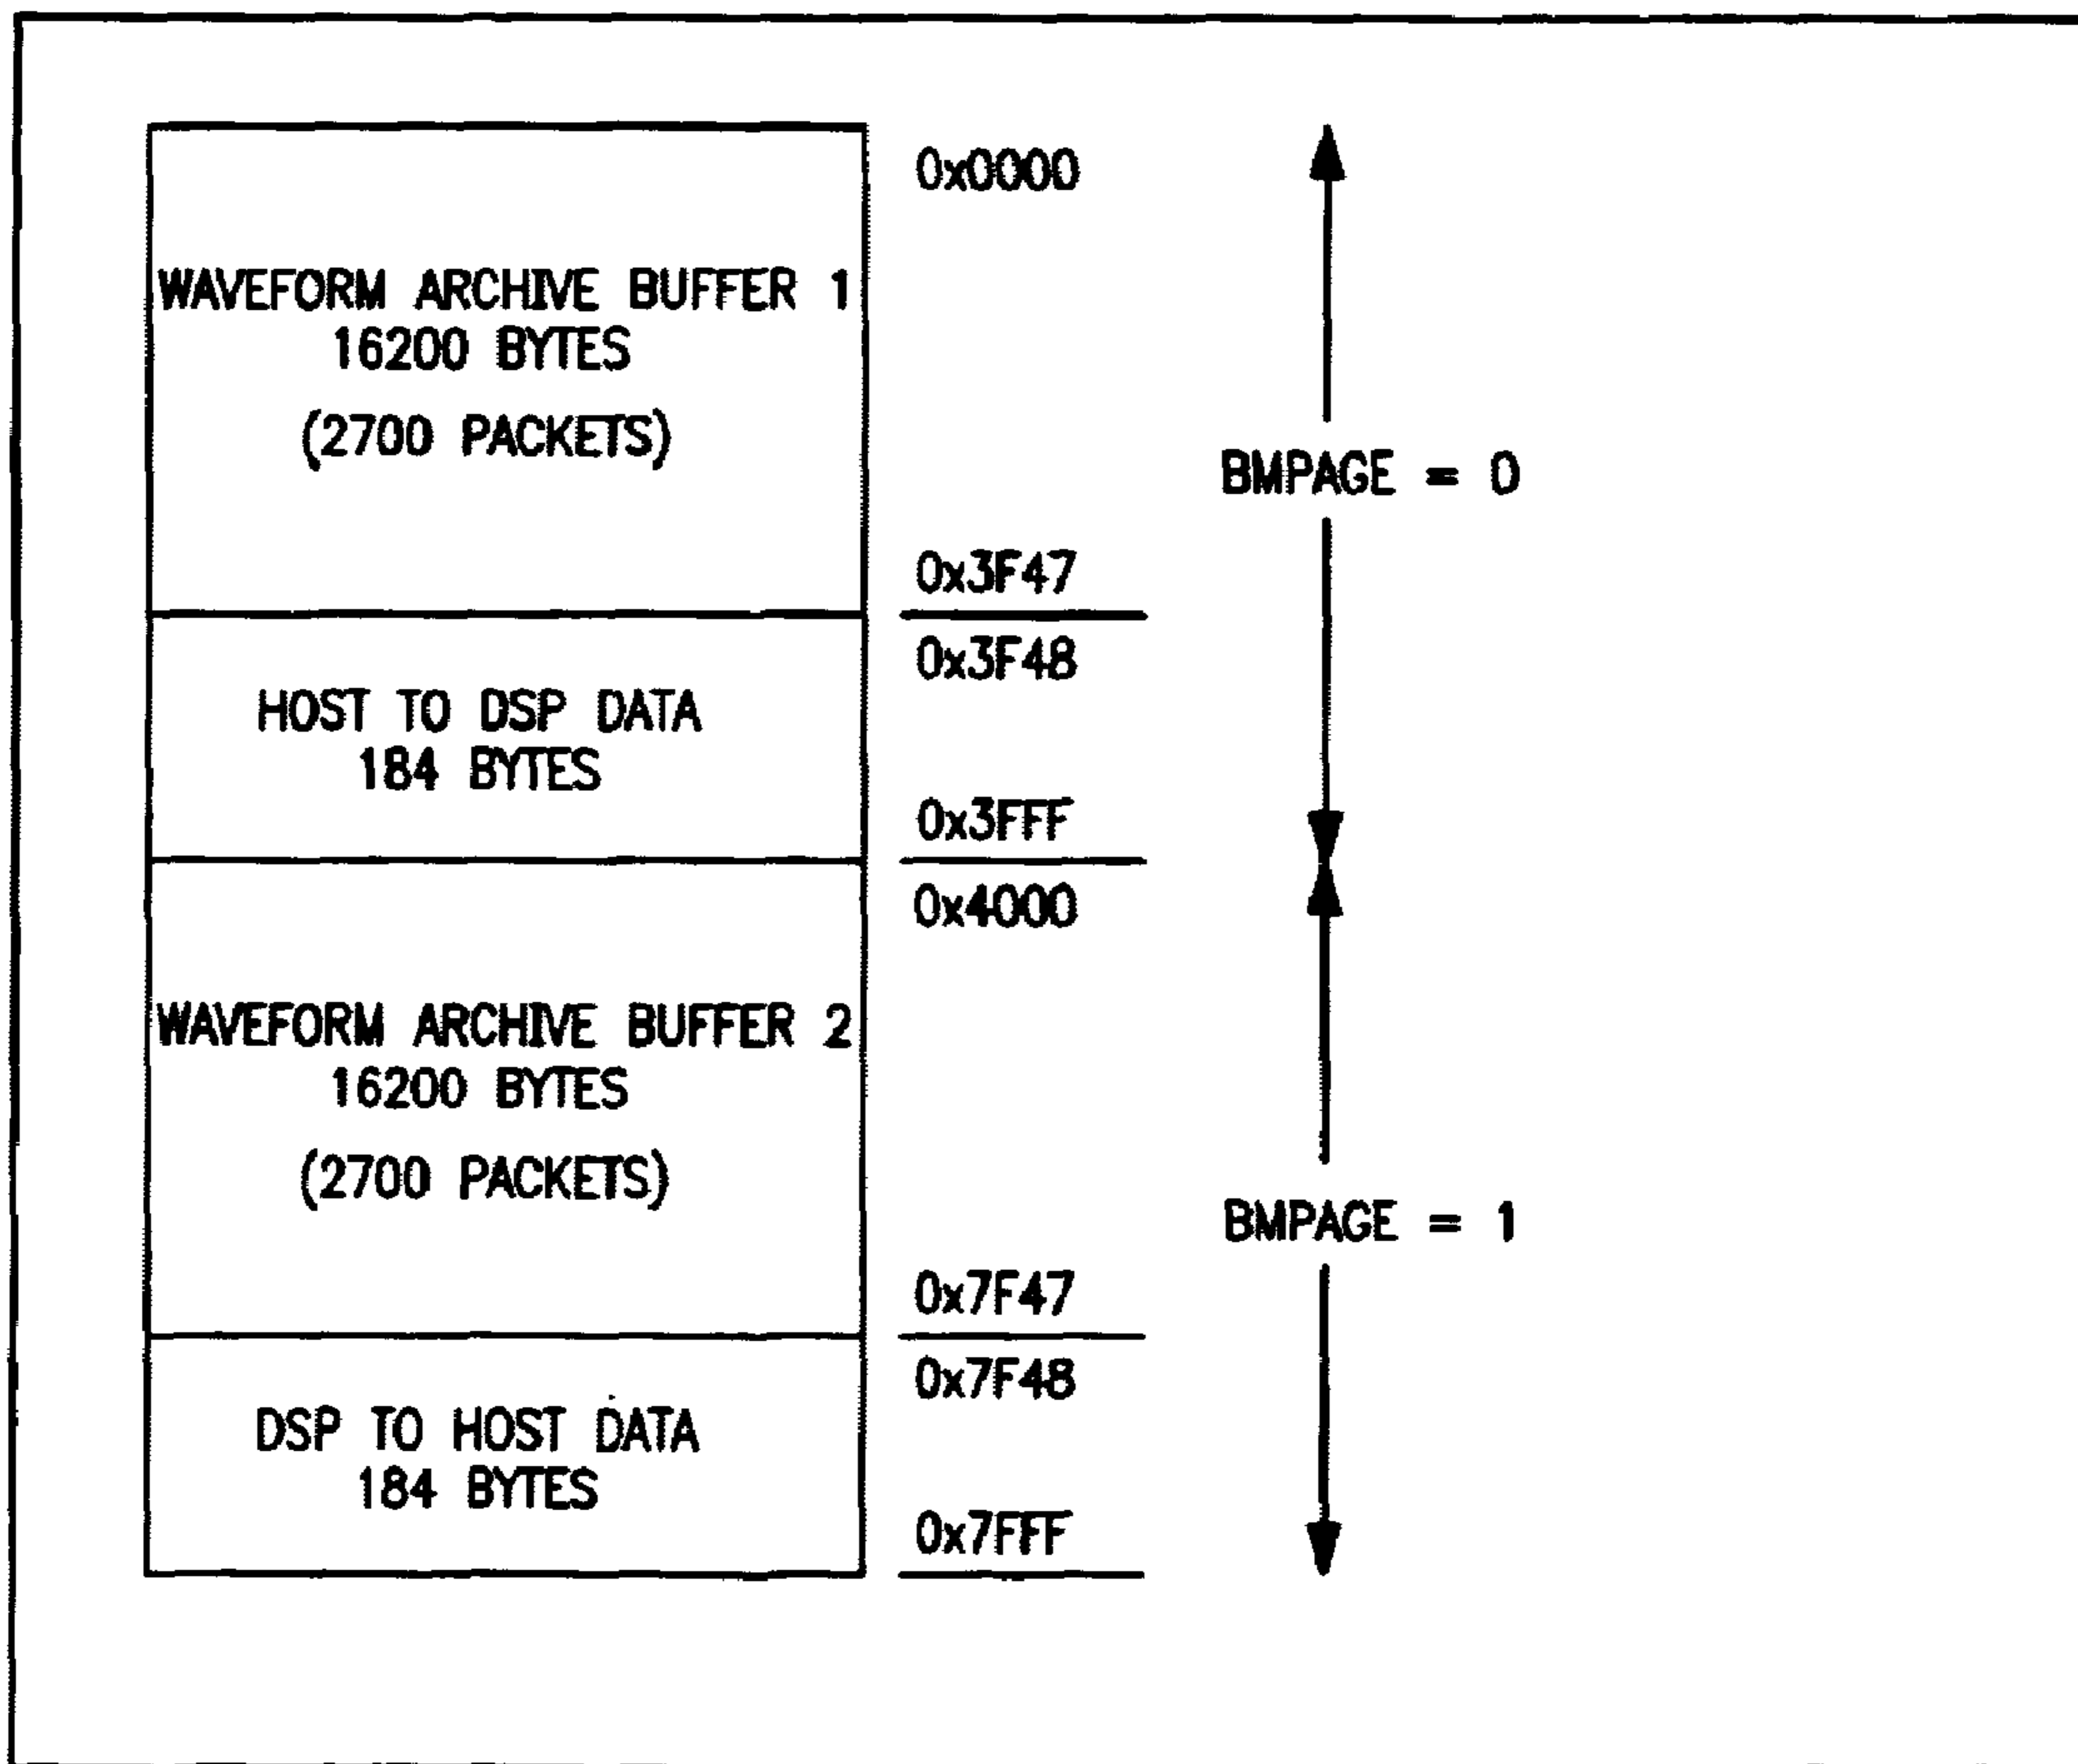 0x0000
WAVEFORM ARCHIVE BUFFER 1
16200 BYTES
(2700 PACKETS)
BMPAGE = 0
0x3F47
0x3F48
HOST TO DSP DATA
184 BYTES
0x3FFF
0x4000
WAVEFORM ARCHIVE BUFFER 2
16200 BYTES
(2700 PACKETS)
BMPAGE = 1
0x7F47
0x7F48
DSP TO HOST DATA
184 BYTES
0x7FFF